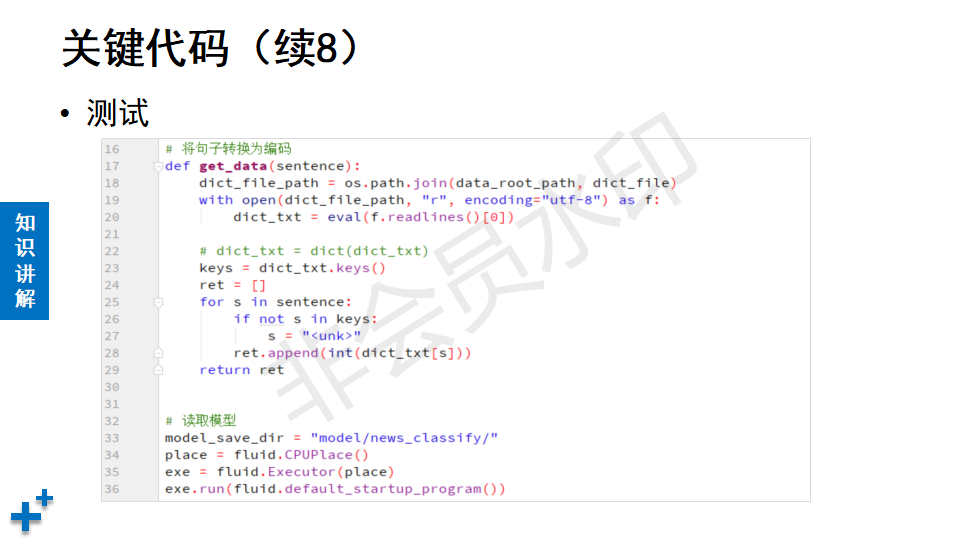 关键代码（续8）
• 测试
知识讲解
16 # 将句子转换为编码
17 def get_data(sentence):
18     dict_file_path = os.path.join(data_root_path, dict_file)
19     with open(dict_file_path, "r", encoding="utf-8") as f:
20         dict_txt = eval(f.readlines()[0])
21
22     # dict_txt = dict(dict_txt)
23     keys = dict_txt.keys()
24     ret = []
25     for s in sentence:
26         if not s in keys:
27             s = "<unk>"
28         ret.append(int(dict_txt[s]))
29     return ret
30
31
32 # 读取模型
33 model_save_dir = "model/news_classify/"
34 place = fluid.CPUPlace()
35 exe = fluid.Executor(place)
36 exe.run(fluid.default_startup_program())
非会员水印